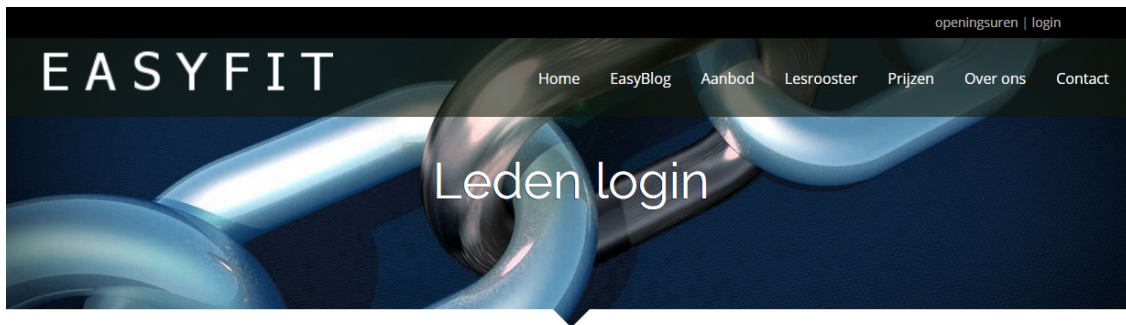 openingsuren | login
EASYFIT
Home EasyBlog Aanbod Lesrooster Prijzen Over ons Contact
Leden login